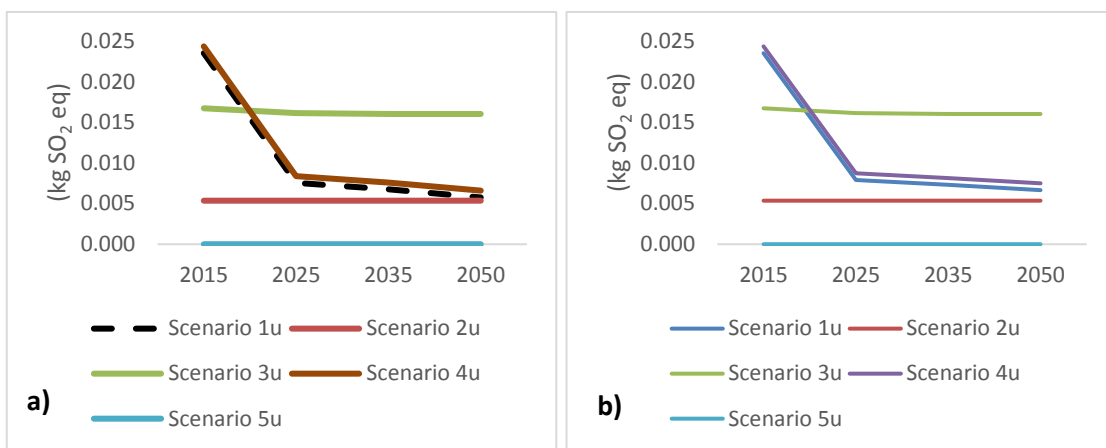 0.025
0.020
0.015
0.010
0.005
0.000
(kg SO₂ eq)
2015 2025 2035 2050
Scenario 1u Scenario 2u
Scenario 3u Scenario 4u
Scenario 5u
a)
0.025
0.020
0.015
0.010
0.005
0.000
(kg SO₂ eq)
2015 2025 2035 2050
Scenario 1u Scenario 2u
Scenario 3u Scenario 4u
Scenario 5u
b)